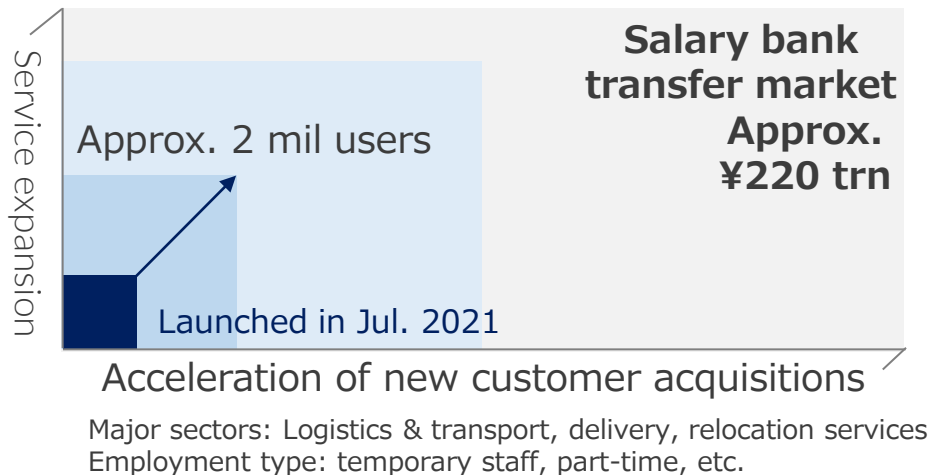 Salary bank
transfer market
Approx.
¥220 trn
Service expansion
Approx. 2 mil users
Launched in Jul. 2021
Acceleration of new customer acquisitions
Major sectors: Logistics & transport, delivery, relocation services
Employment type: temporary staff, part-time, etc.